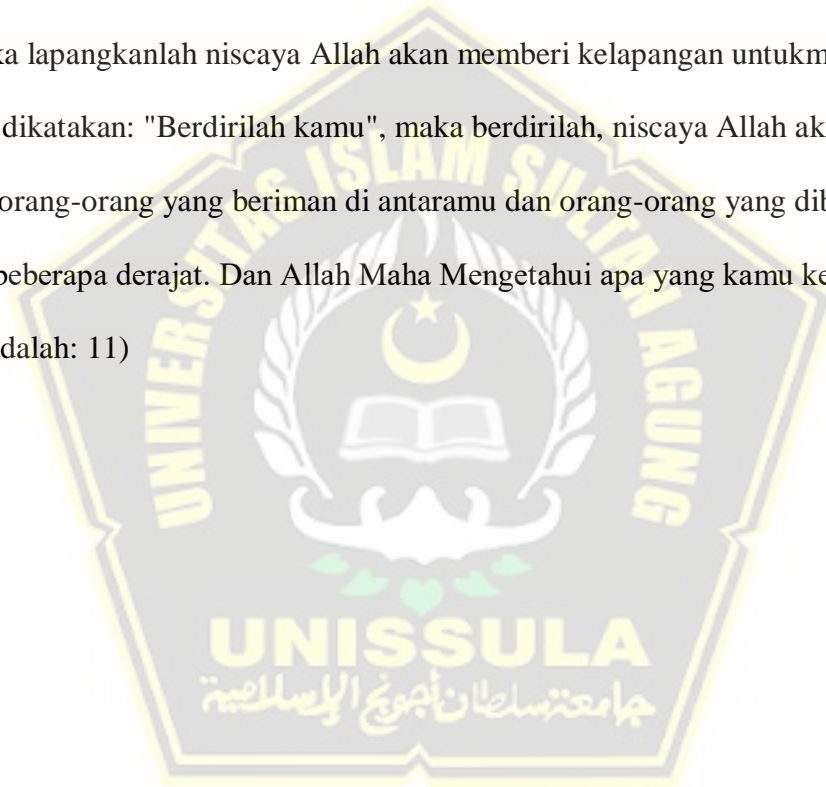 ka lapangkanlah niscaya Allah akan memberi kelapangan untukm
dikatakan: "Berdirilah kamu", maka berdirilah, niscaya Allah ak
orang-orang yang beriman di antaramu dan orang-orang yang dib
beberapa derajat. Dan Allah Maha Mengetahui apa yang kamu ke
adalah: 11)
UNIVERSITAS ISLAM SULTAN AGUNG
UNISSULA
جامعة سلطان أجونج الإسلامية